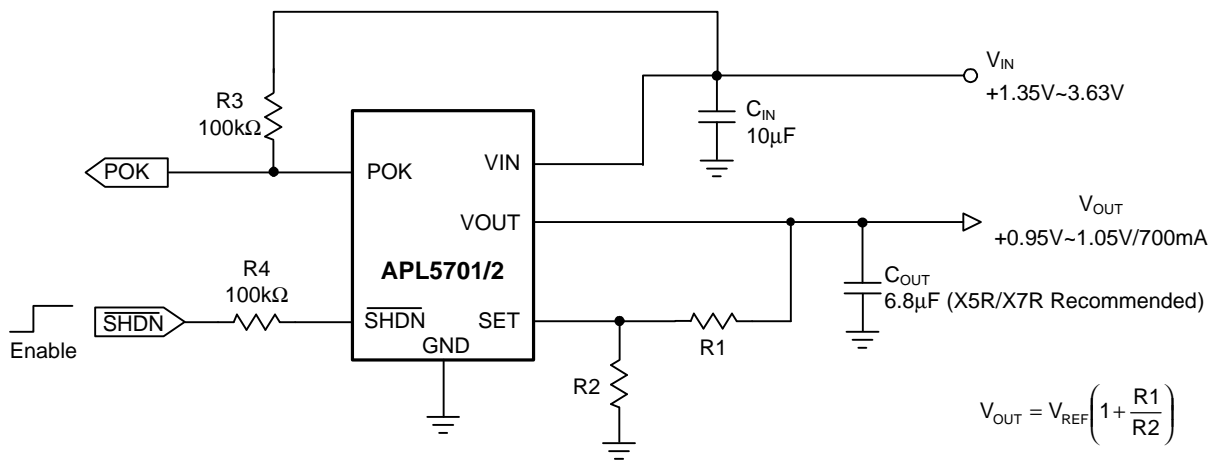 V_IN
+1.35V~3.63V
R3
100kΩ
C_IN
10μF
POK
POK
VIN
VOUT
V_OUT
+0.95V~1.05V/700mA
APL5701/2
R4
100kΩ
C_OUT
6.8μF (X5R/X7R Recommended)
SHDN
SHDN
SET
Enable
GND
R1
R2
V_OUT = V_REF(1 + R1/R2)